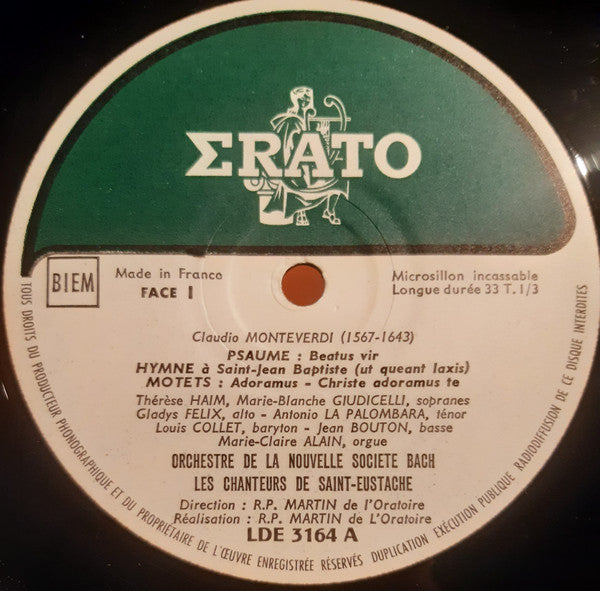 ΣRATO
BIEM
Made in France
FACE 1
Microsillon incassable
Longue durée 33 T.1/3
Claudio MONTEVERDI (1567-1643)
PSAUME : Beatus vir
HYMNE à Saint-Jean Baptiste (ut queant laxis)
MOTETS : Adoramus - Christe adoramus te
Thérèse HAIM, Marie-Blanche GIUDICELLI, sopranes
Gladys FELIX, alto - Antonio LA PALOMBARA, ténor
Louis COLLET, baryton - Jean BOUTON, basse
Marie-Claire ALAIN, orgue
ORCHESTRE DE LA NOUVELLE SOCIETE BACH
LES CHANTEURS DE SAINT-EUSTACHE
Direction : R.P. MARTIN de l'Oratoire
Réalisation : R.P. MARTIN de L'Oratoire
LDE 3164 A
TOUS DROITS DU PRODUCTEUR PHONOGRAPHIQUE ET DU PROPRIÉTAIRE DE L'ŒUVRE ENREGISTRÉE RÉSERVÉS DUPLICATION EXÉCUTION PUBLIQUE RADIODIFFUSION DE CE DISQUE INTERDITES